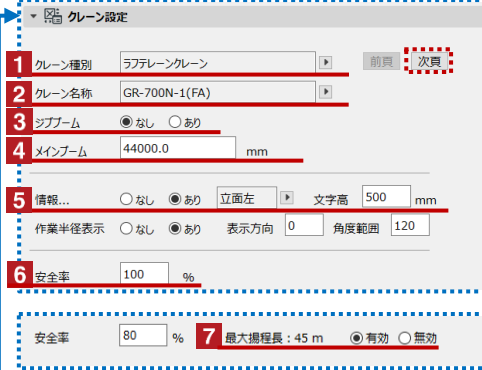 クレーン設定
1 クレーン種別 ラフテレーンクレーン 前頁 次頁
2 クレーン名称 GR-700N-1(FA)
3 ジブブーム なし あり
4 メインブーム 44000.0 mm
5 情報... なし あり 立面左 文字高 500 mm
作業半径表示 なし あり 表示方向 0 角度範囲 120
6 安全率 100 %
安全率 80 % 7 最大揚程長：45 m 有効 無効